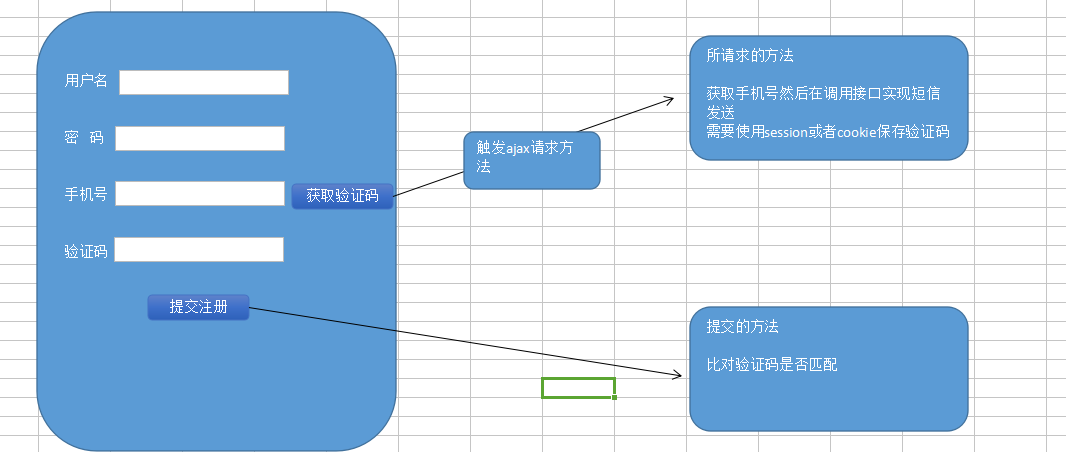 用户名
密 码
手机号
获取验证码
验证码
提交注册
触发ajax请求方
法
所请求的方法
获取手机号然后在调用接口实现短信
发送
需要使用session或者cookie保存验证码
提交的方法
比对验证码是否匹配